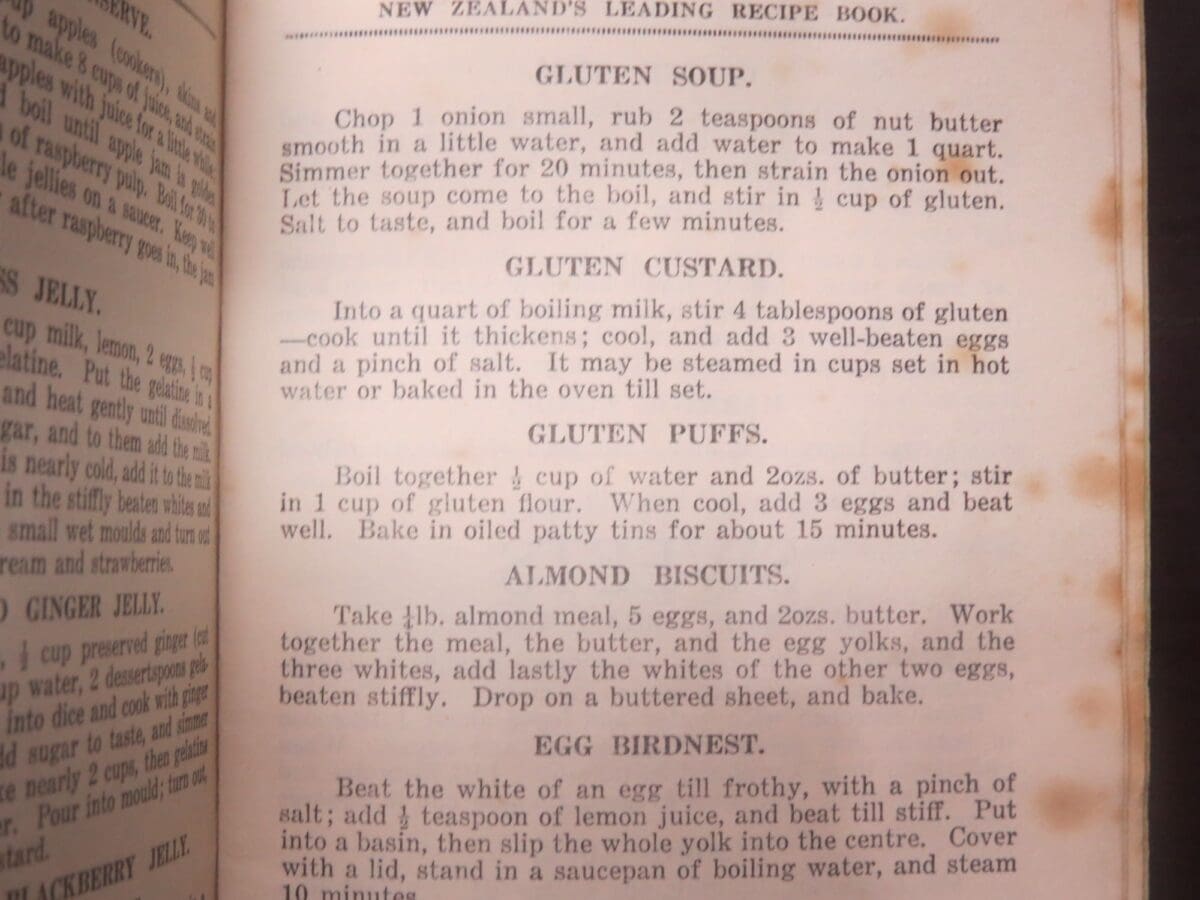 SERVE.
up apples (cookers), skins and
to make 8 cups of juice, and strain
apples with juice for a little while.
boil until apple jam is golden
of raspberry pulp. Boil for
jellies on a saucer. Keep well
after raspberry goes in, the jam
JELLY.
cup milk, lemon, 2 eggs, cup
Put the gelatine in a
and heat gently until dissolved.
and to them add the milk.
is nearly cold, add it to the milk
in the stiffly beaten whites and
small wet moulds and turn out
and strawberries.
GINGER JELLY.
cup preserved ginger (cut
water, 2 dessertspoons gela-
into dice and cook with ginger
sugar to taste, and simmer
nearly 2 cups, then gelatine
Pour into mould; turn out,
BLACKBERRY JELLY.
NEW ZEALAND'S LEADING RECIPE BOOK.
GLUTEN SOUP.
Chop 1 onion small, rub 2 teaspoons of nut butter
smooth in a little water, and add water to make 1 quart.
Simmer together for 20 minutes, then strain the onion out.
Let the soup come to the boil, and stir in ½ cup of gluten.
Salt to taste, and boil for a few minutes.
GLUTEN CUSTARD.
Into a quart of boiling milk, stir 4 tablespoons of gluten
—cook until it thickens; cool, and add 3 well-beaten eggs
and a pinch of salt. It may be steamed in cups set in hot
water or baked in the oven till set.
GLUTEN PUFFS.
Boil together ½ cup of water and 2ozs. of butter; stir
in 1 cup of gluten flour. When cool, add 3 eggs and beat
well. Bake in oiled patty tins for about 15 minutes.
ALMOND BISCUITS.
Take ¼lb. almond meal, 5 eggs, and 2ozs. butter. Work
together the meal, the butter, and the egg yolks, and the
three whites, add lastly the whites of the other two eggs,
beaten stiffly. Drop on a buttered sheet, and bake.
EGG BIRDNEST.
Beat the white of an egg till frothy, with a pinch of
salt; add ½ teaspoon of lemon juice, and beat till stiff. Put
into a basin, then slip the whole yolk into the centre. Cover
with a lid, stand in a saucepan of boiling water, and steam
10 minutes